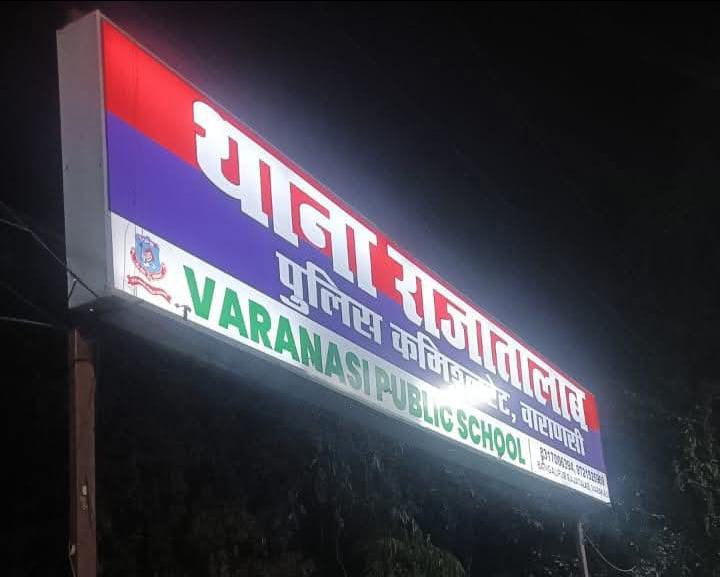 थाना राजातालाब
पुलिस कमिश्नरेट, वाराणसी
VARANASI PUBLIC SCHOOL